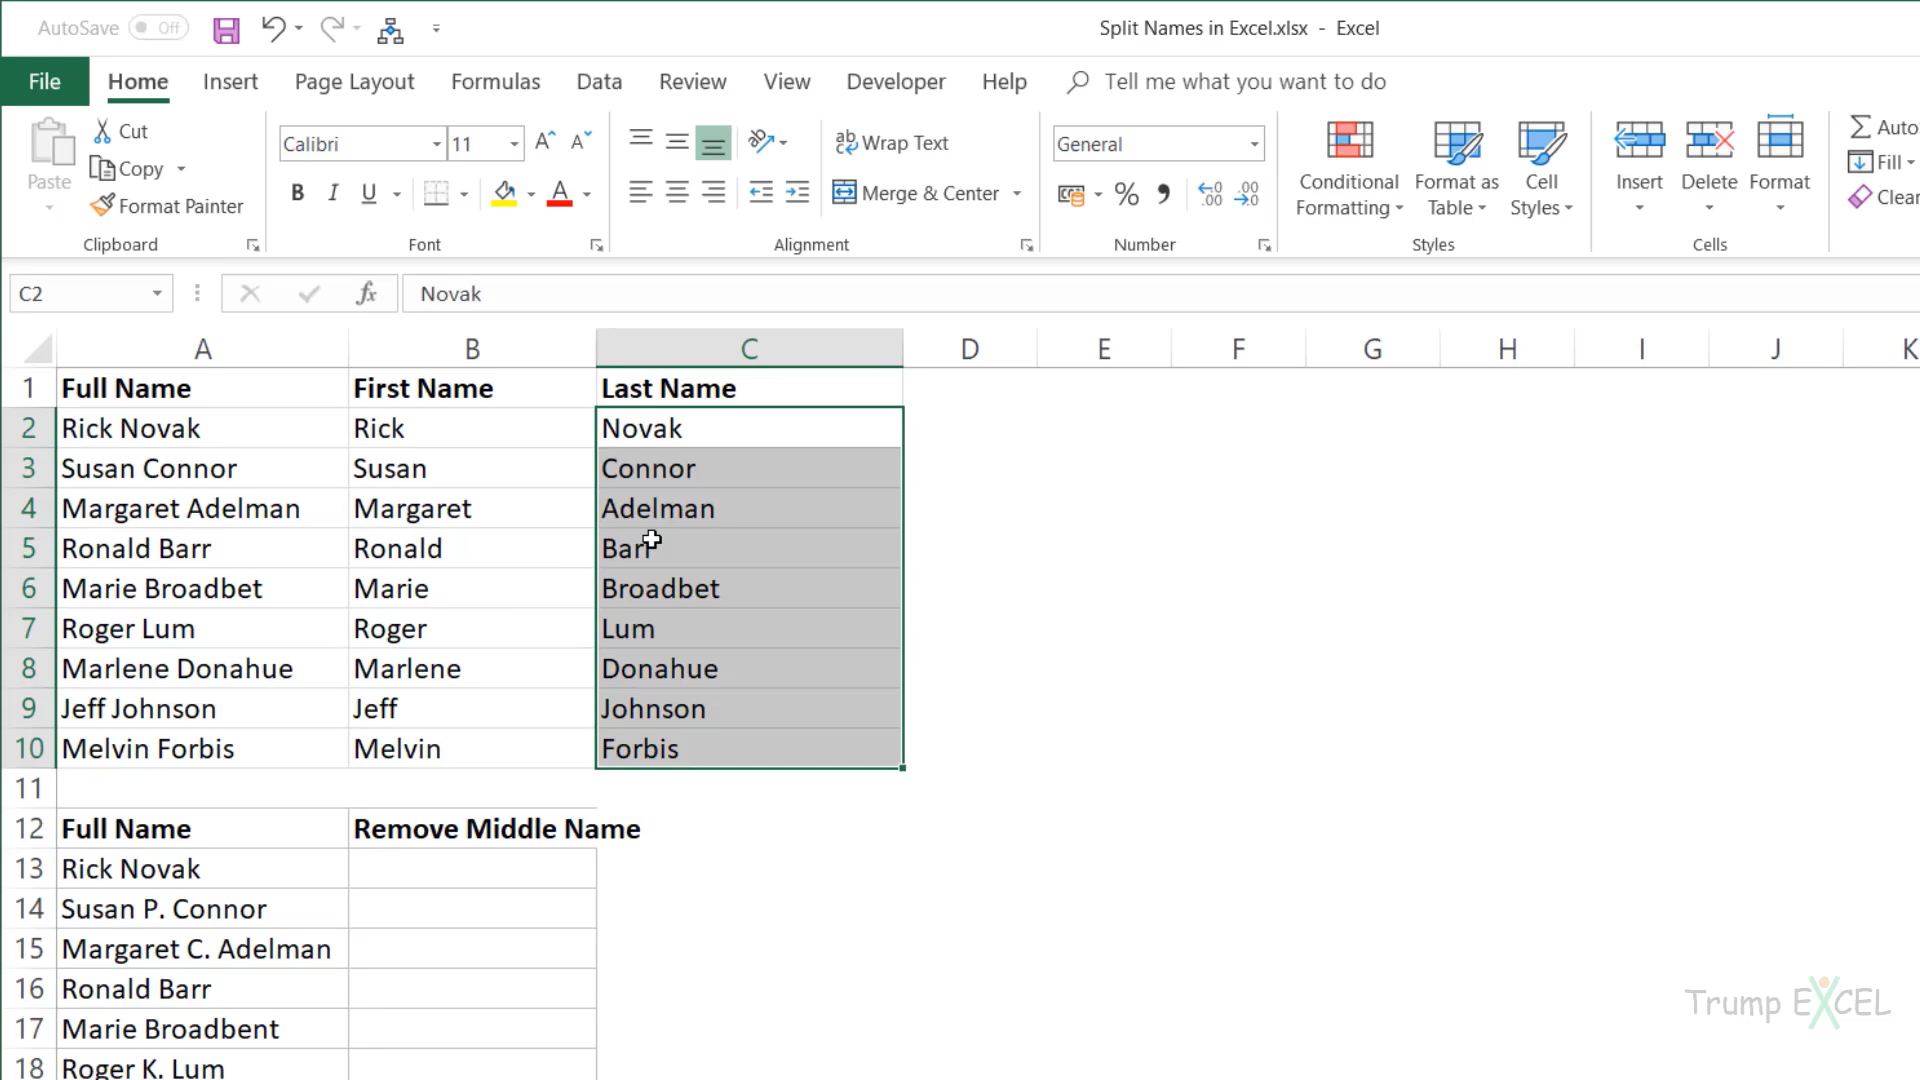 AutoSave Off
Split Names in Excel.xlsx - Excel
File Home Insert Page Layout Formulas Data Review View Developer Help Tell me what you want to do
Paste
Cut
Copy
Format Painter
Clipboard
Calibri 11
B I U
Font
Wrap Text
Merge & Center
Alignment
General
Number
Conditional Formatting
Format as Table
Cell Styles
Styles
Insert
Delete
Format
Cells
Auto
Fill
Clear
C2 fx Novak
A B C D E F G H I J K
1 Full Name First Name Last Name
2 Rick Novak Rick Novak
3 Susan Connor Susan Connor
4 Margaret Adelman Margaret Adelman
5 Ronald Barr Ronald Barr
6 Marie Broadbet Marie Broadbet
7 Roger Lum Roger Lum
8 Marlene Donahue Marlene Donahue
9 Jeff Johnson Jeff Johnson
10 Melvin Forbis Melvin Forbis
11
12 Full Name Remove Middle Name
13 Rick Novak
14 Susan P. Connor
15 Margaret C. Adelman
16 Ronald Barr
17 Marie Broadbent
18 Roger K. Lum
Trump EXCEL